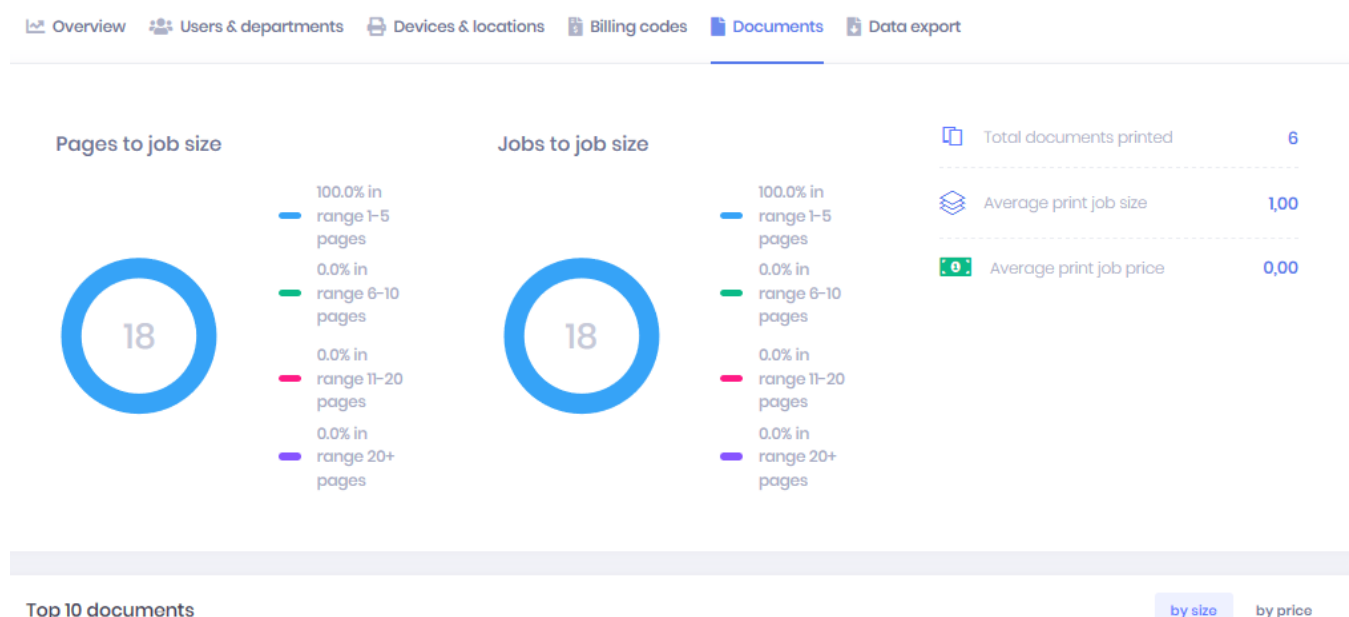 Overview Users & departments Devices & locations Billing codes Documents Data export
Pages to job size
100.0% in
range 1-5
pages
0.0% in
range 6-10
pages
0.0% in
range 11-20
pages
0.0% in
range 20+
pages
18
Jobs to job size
100.0% in
range 1-5
pages
0.0% in
range 6-10
pages
0.0% in
range 11-20
pages
0.0% in
range 20+
pages
18
Total documents printed 6
Average print job size 1,00
Average print job price 0,00
Top 10 documents by size by price